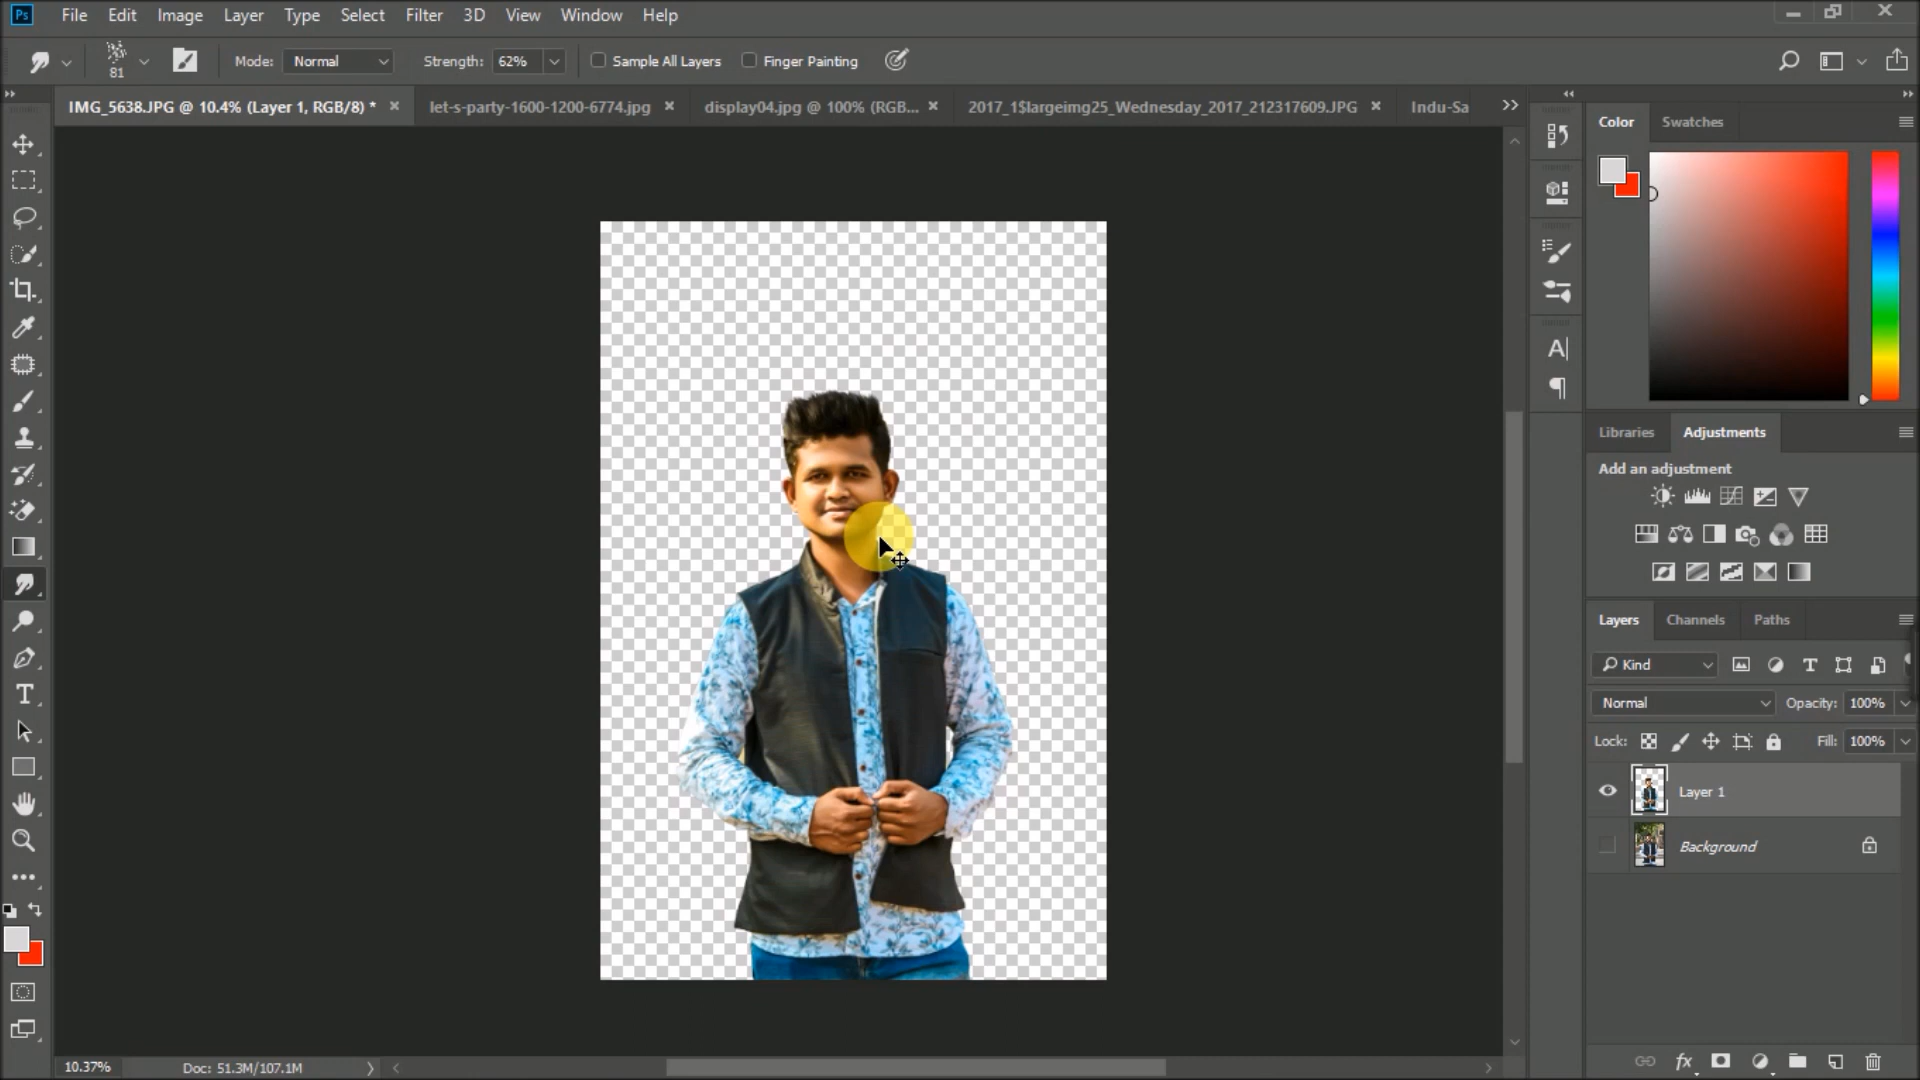 Ps File Edit Image Layer Type Select Filter 3D View Window Help
81 Mode: Normal Strength: 62% Sample All Layers Finger Painting
IMG_5638.JPG @ 10.4% (Layer 1, RGB/8) * let-s-party-1600-1200-6774.jpg display04.jpg @ 100% (RGB... 2017_1$largeimg25_Wednesday_2017_212317609.JPG Indu-Sa
Color Swatches
Libraries Adjustments
Add an adjustment
Layers Channels Paths
Kind
Normal Opacity: 100%
Lock: Fill: 100%
Layer 1
Background
10.37% Doc: 51.3M/107.1M